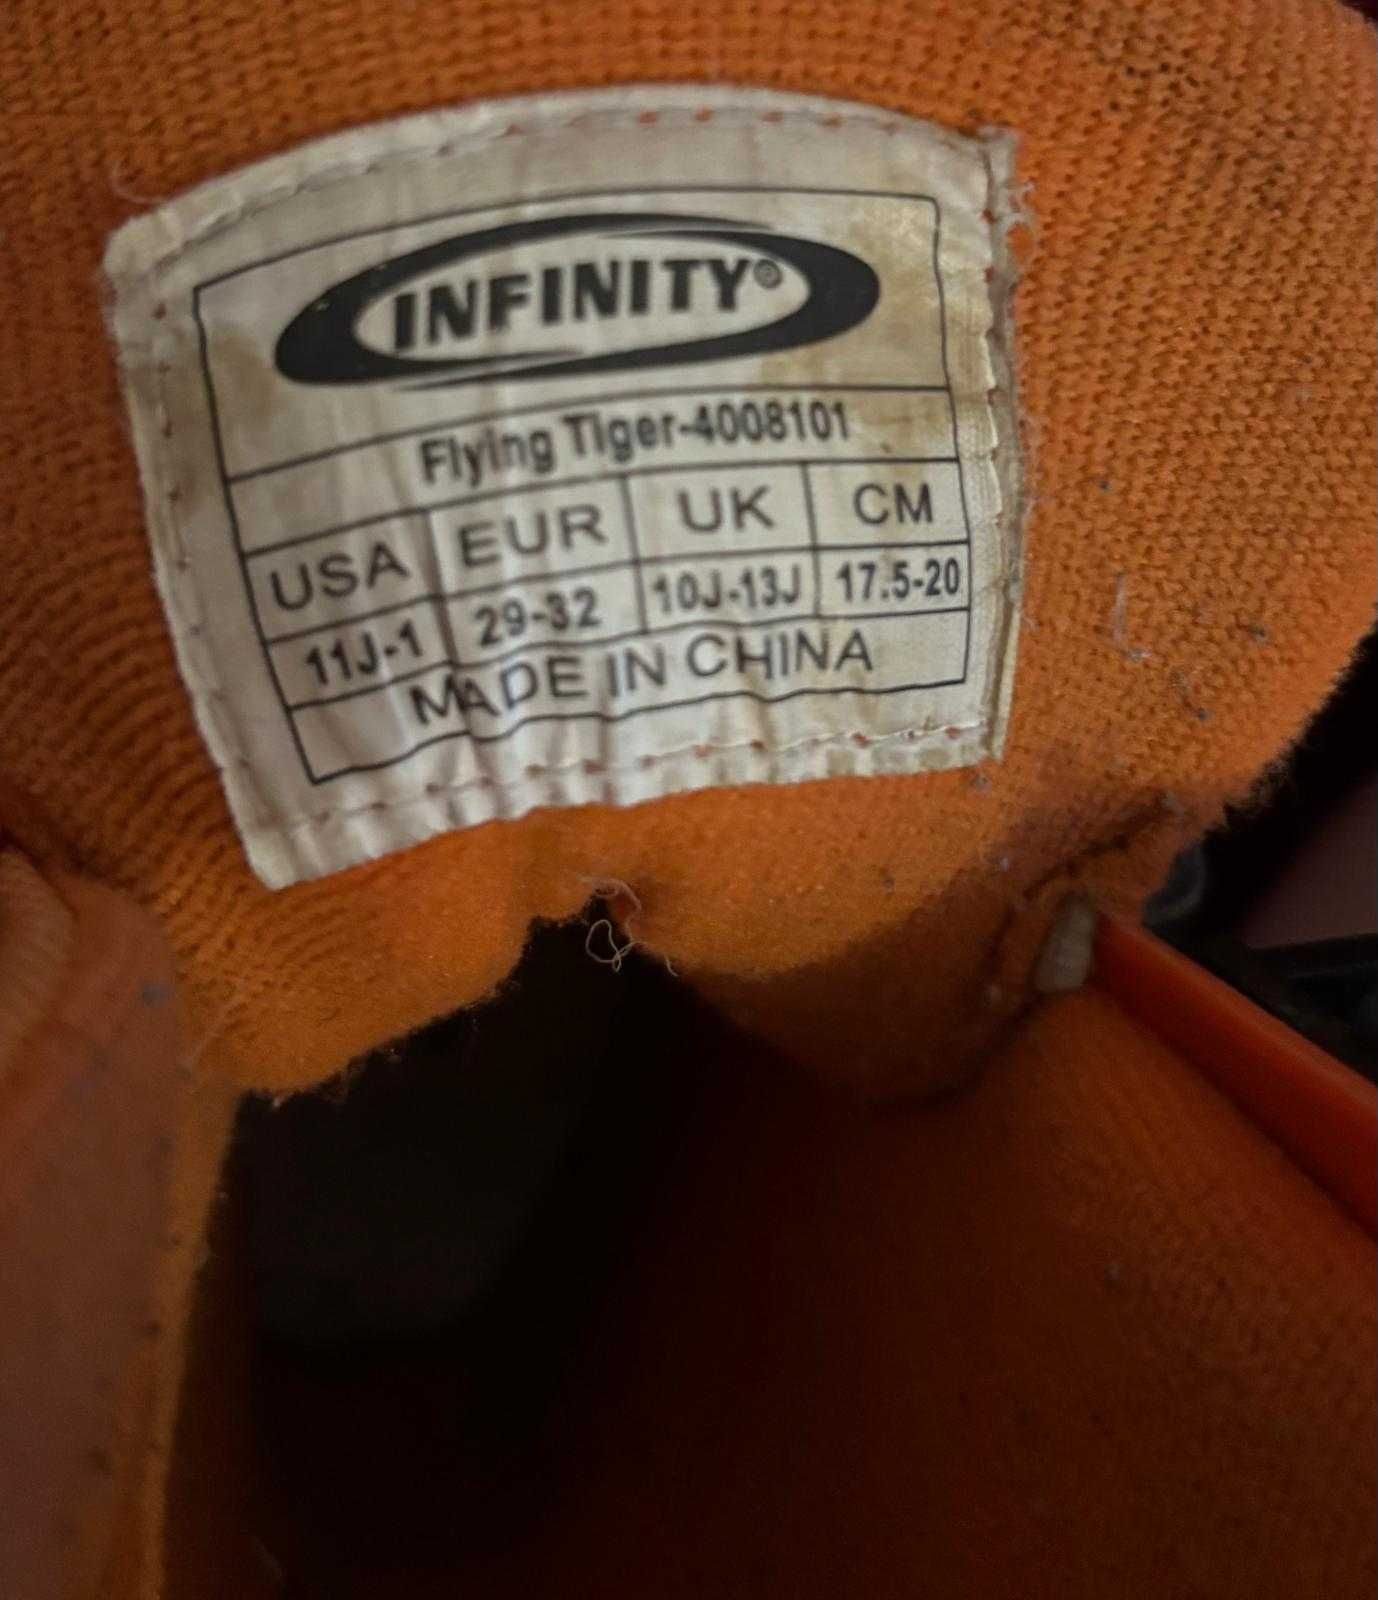 INFINITY®
Flying Tiger-4008101
USA EUR UK CM
11J-1 29-32 10J-13J 17.5-20
MADE IN CHINA